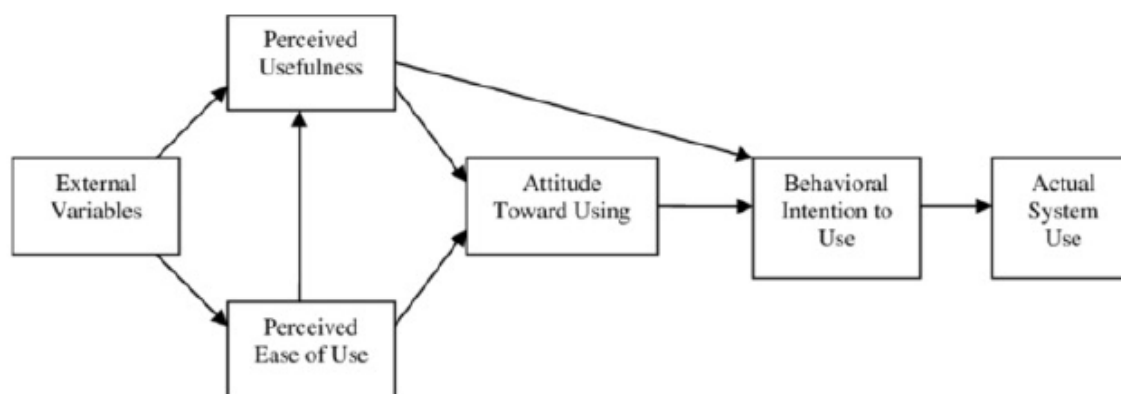 Perceived
Usefulness
External
Variables
Attitude
Toward Using
Behavioral
Intention to
Use
Actual
System
Use
Perceived
Ease of Use